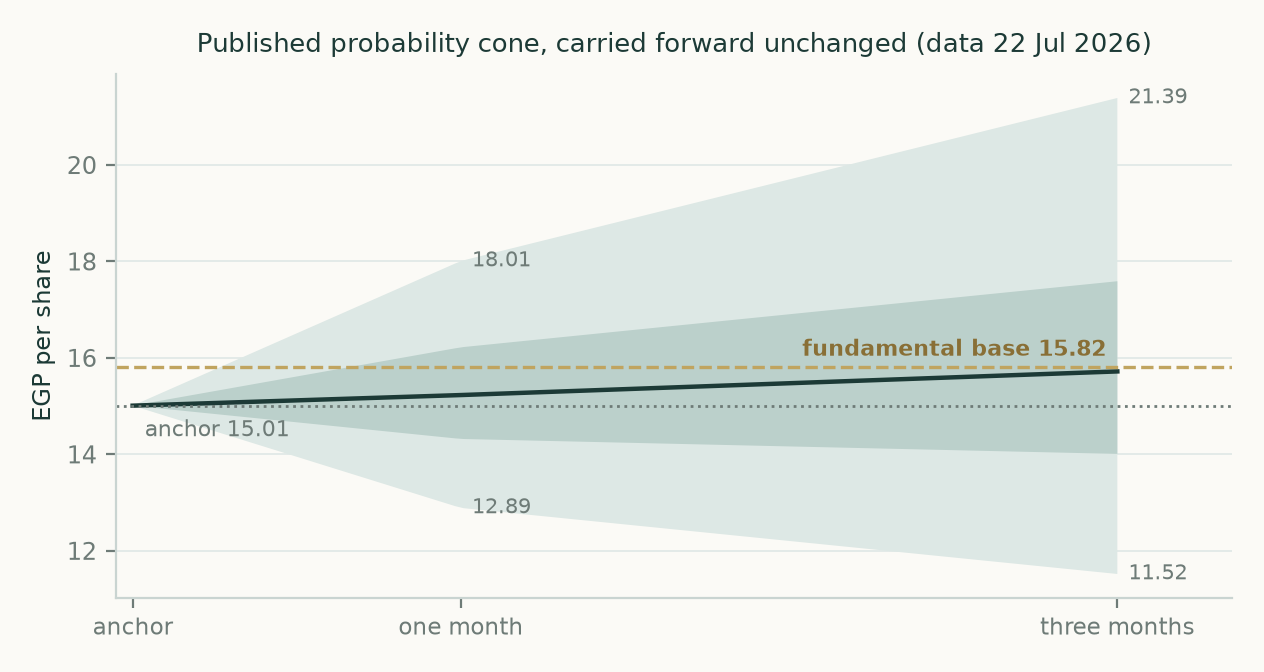 Published probability cone, carried forward unchanged (data 22 Jul 2026)
EGP per share
20
18
16
14
12
21.39
18.01
fundamental base 15.82
anchor 15.01
12.89
11.52
anchor
one month
three months